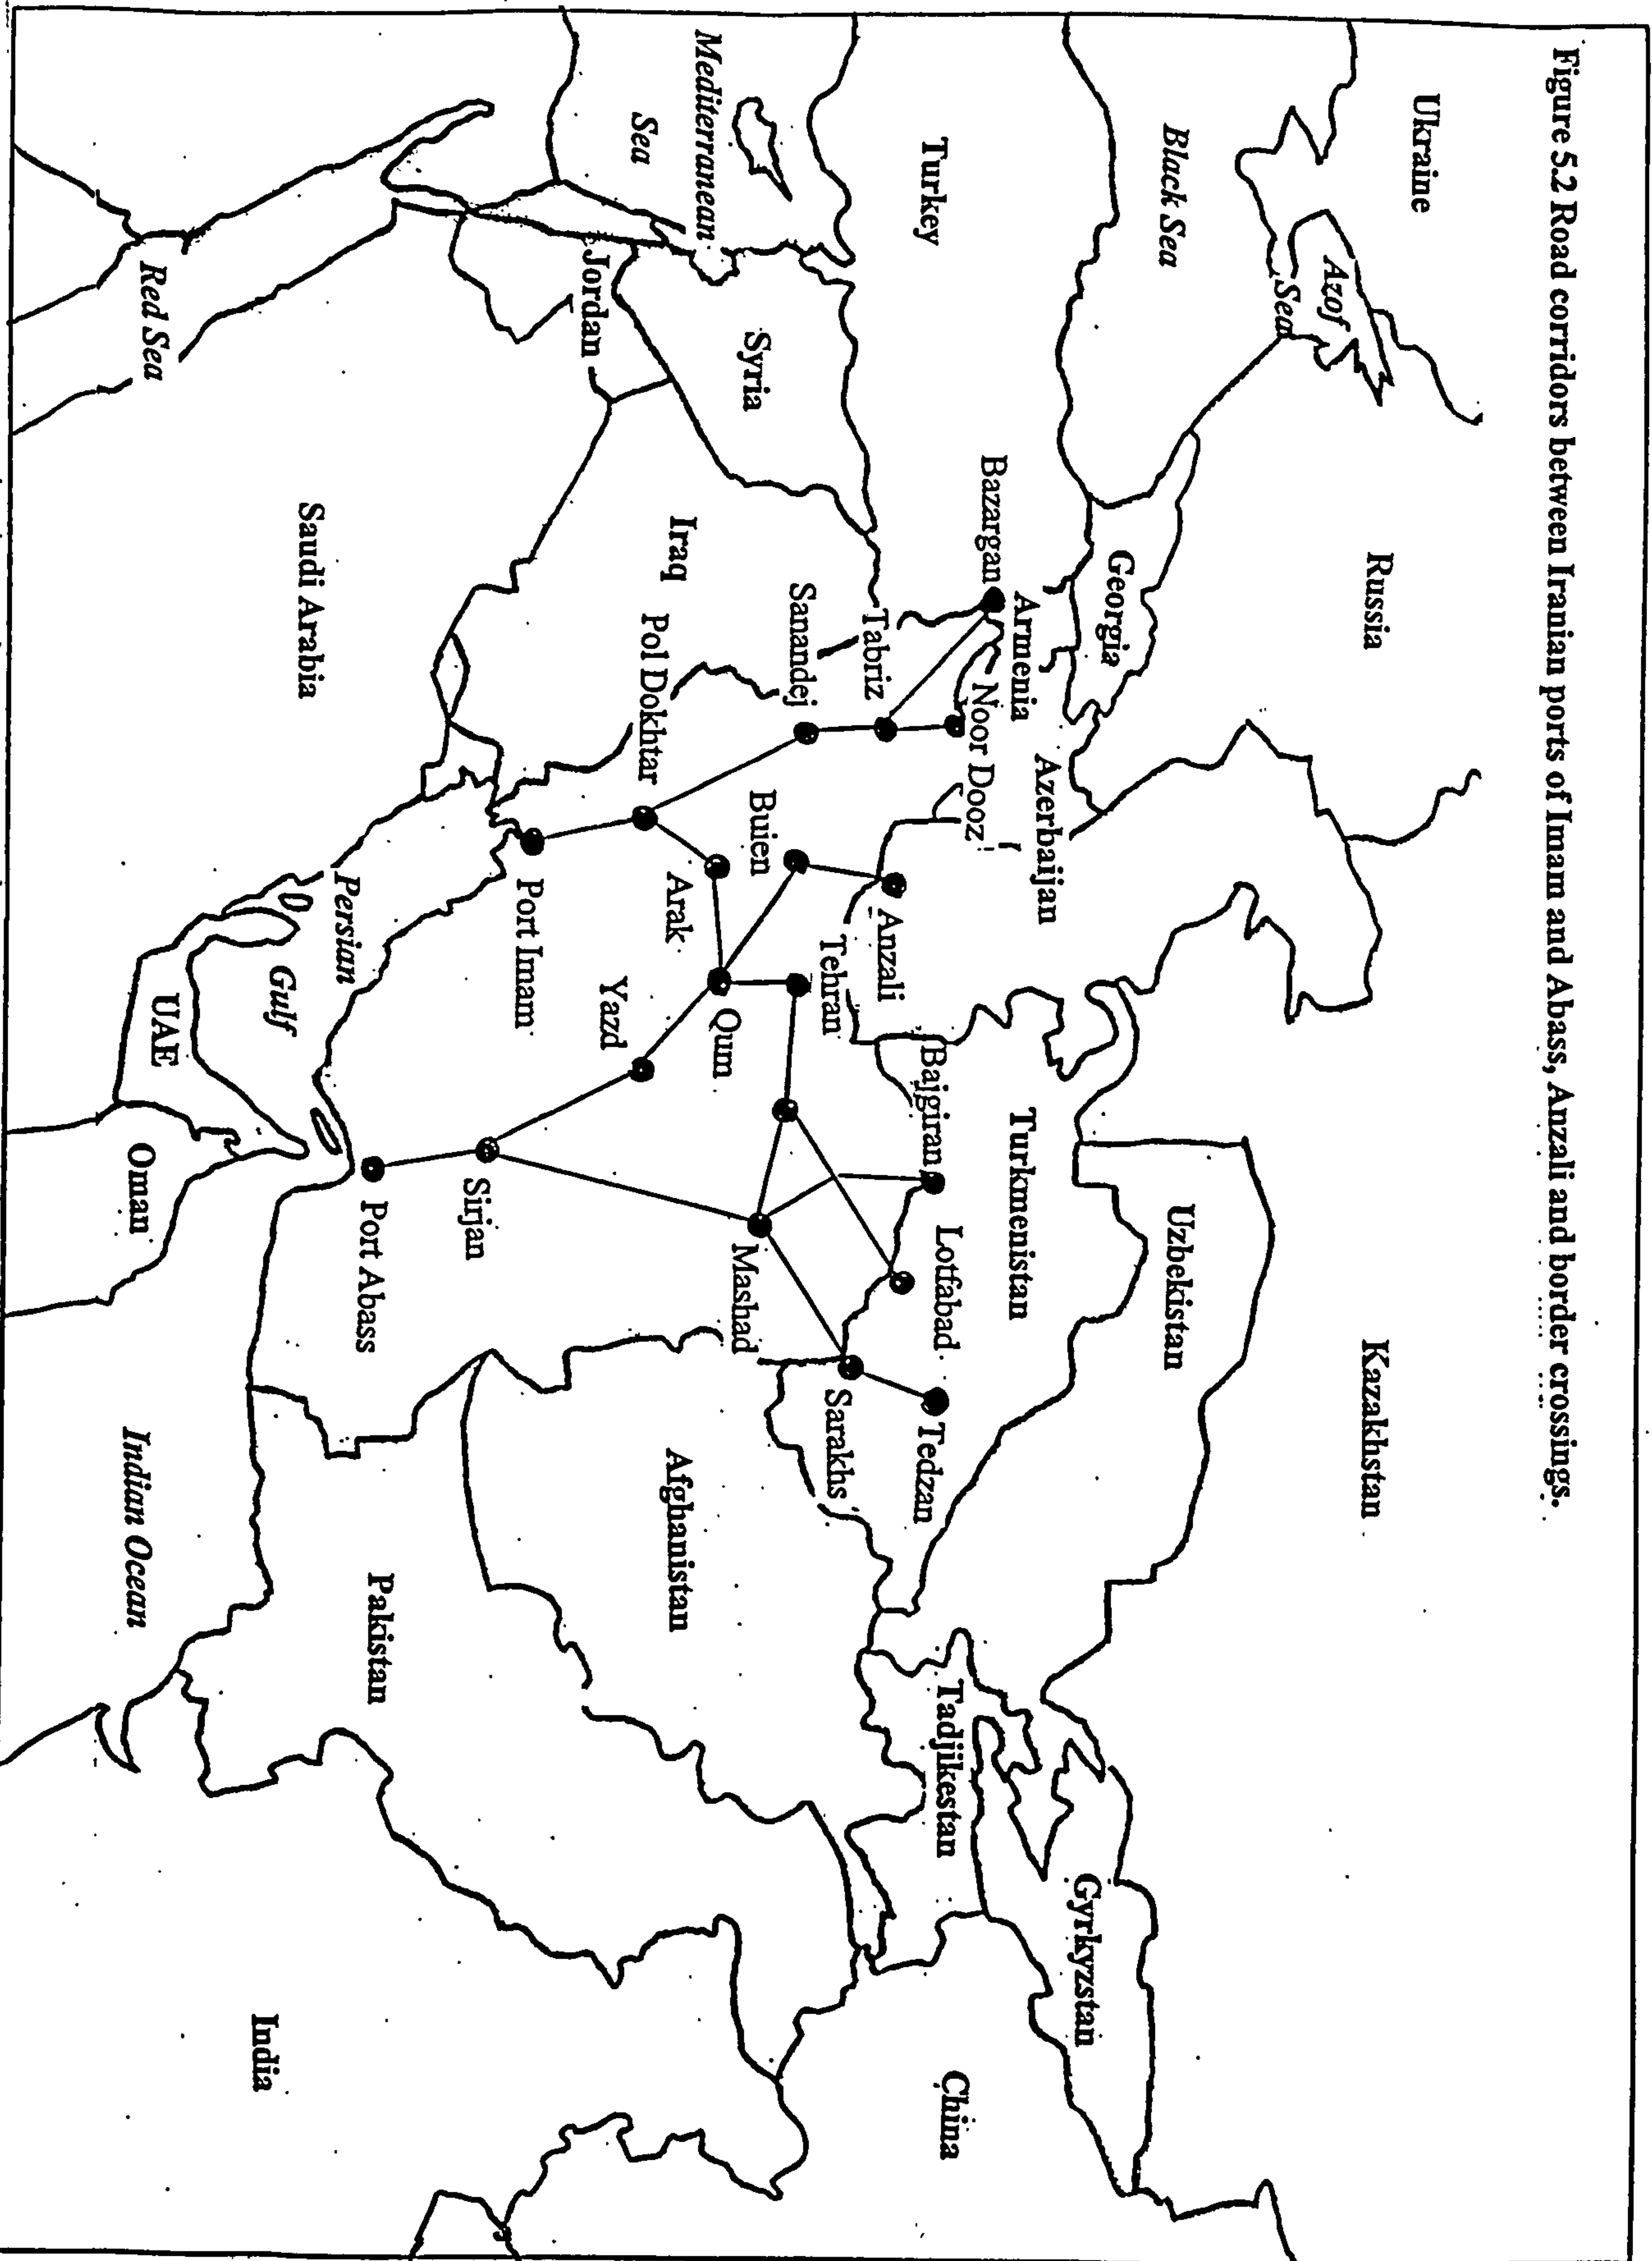 Figure 5.2 Road corridors between Iranian ports of Imam and Abass, Anzali and border crossings.
Ukraine
Russia
Kazakhstan
Azof
Sea
Black Sea
Georgia
Uzbekistan
Gyrkyzstan
Armenia
Azerbaijan
Turkmenistan
Turkey
Bazargan
Noor Dooz
Bajgiran
Lotfabad
Tedzan
Tadjikestan
China
Tabriz
Anzali
Tehran
Sarakhs
Sanandej
Buien
Mashad
Mediterranean
Sea
Syria
Iraq
Pol Dokhtar
Arak
Qum
Afghanistan
Jordan
Yazd
Port Imam
Sirjan
Saudi Arabia
Persian
Gulf
Port Abass
Pakistan
India
Red Sea
UAE
Oman
Indian Ocean